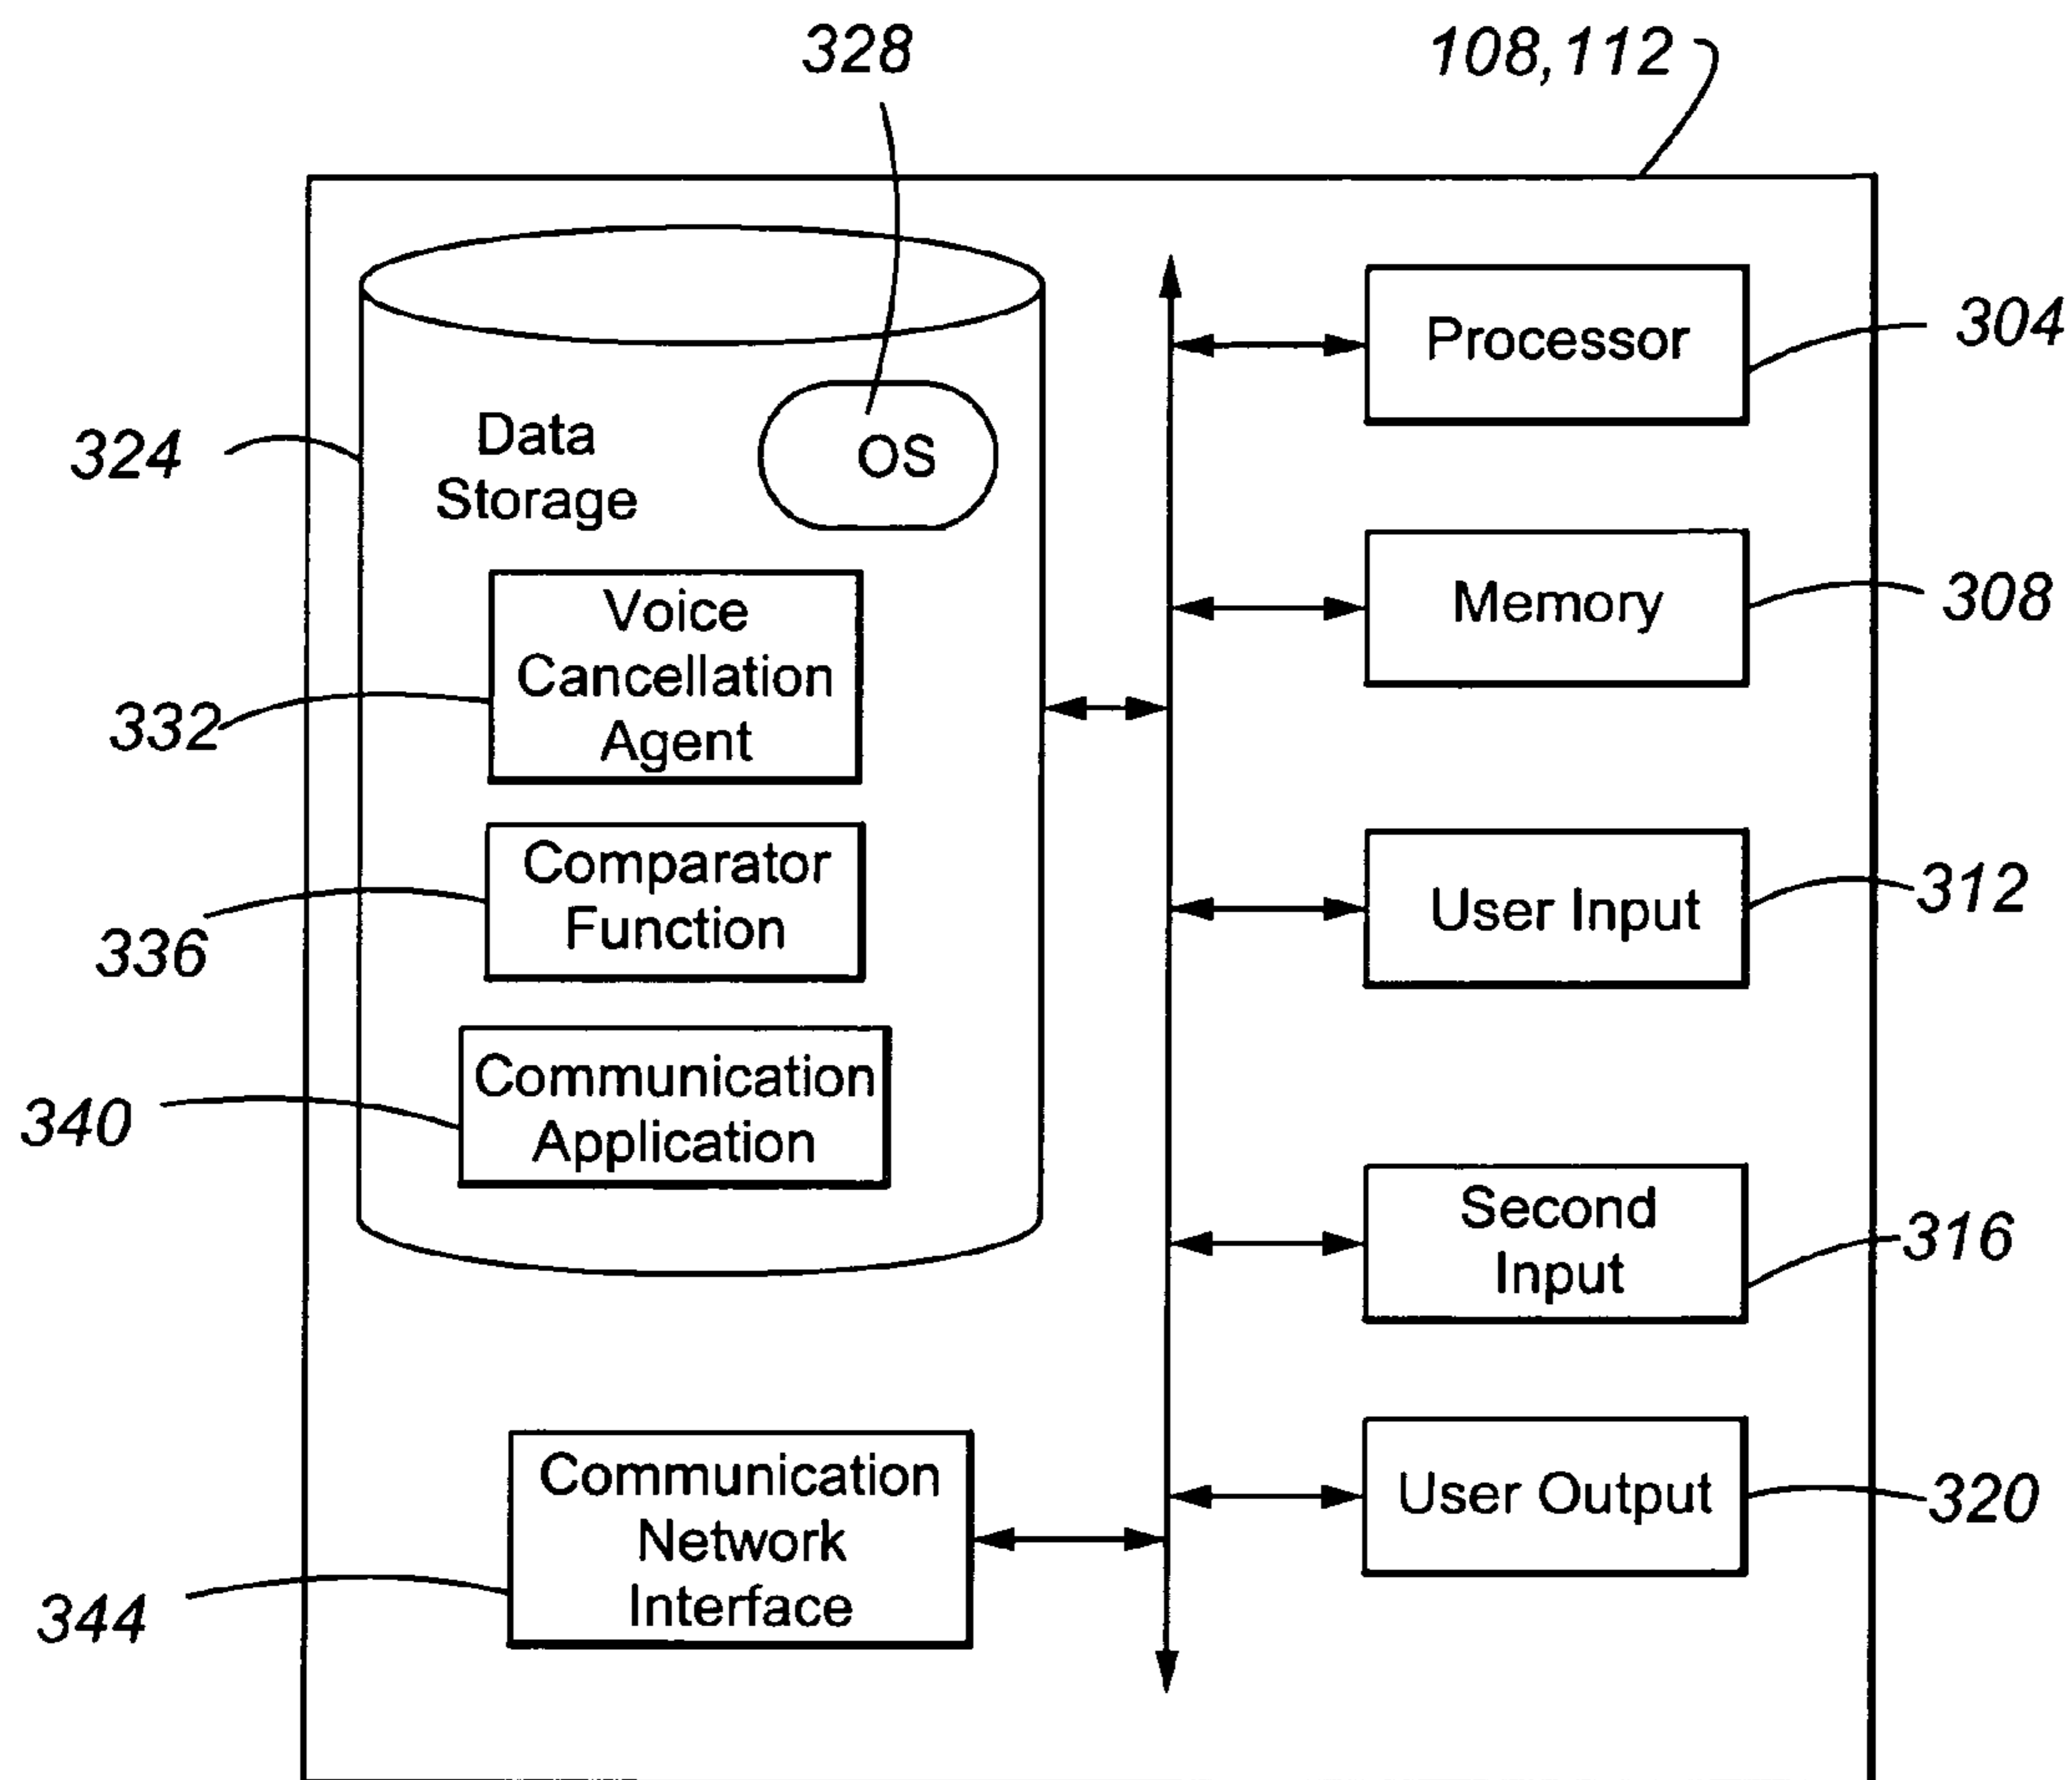 328
108,112
Processor
304
Data
Storage
OS
324
Memory
308
Voice
Cancellation
Agent
332
Comparator
Function
336
User Input
312
Communication
Application
340
Second
Input
316
Communication
Network
Interface
344
User Output
320